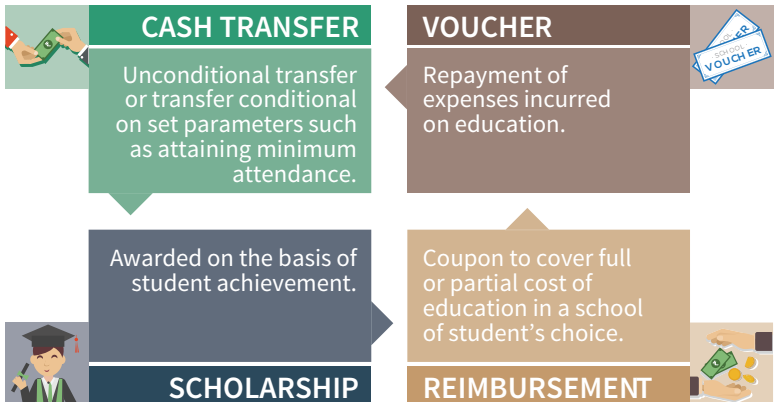 CASH TRANSFER
Unconditional transfer
or transfer conditional
on set parameters such
as attaining minimum
attendance.
VOUCHER
Repayment of
expenses incurred
on education.
SCHOOL
VOUCHER
ER
Awarded on the basis of
student achievement.
SCHOLARSHIP
Coupon to cover full
or partial cost of
education in a school
of student's choice.
REIMBURSEMENT